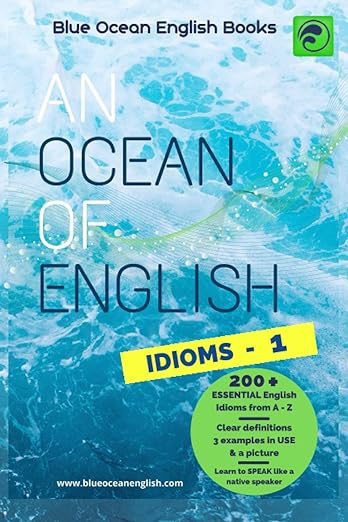 Blue Ocean English Books
AN
OCEAN
OF
ENGLISH
IDIOMS - 1
200 +
ESSENTIAL English
Idioms from A - Z
Clear definitions
3 examples in USE
& a picture
Learn to SPEAK like a
native speaker
www.blueoceanenglish.com